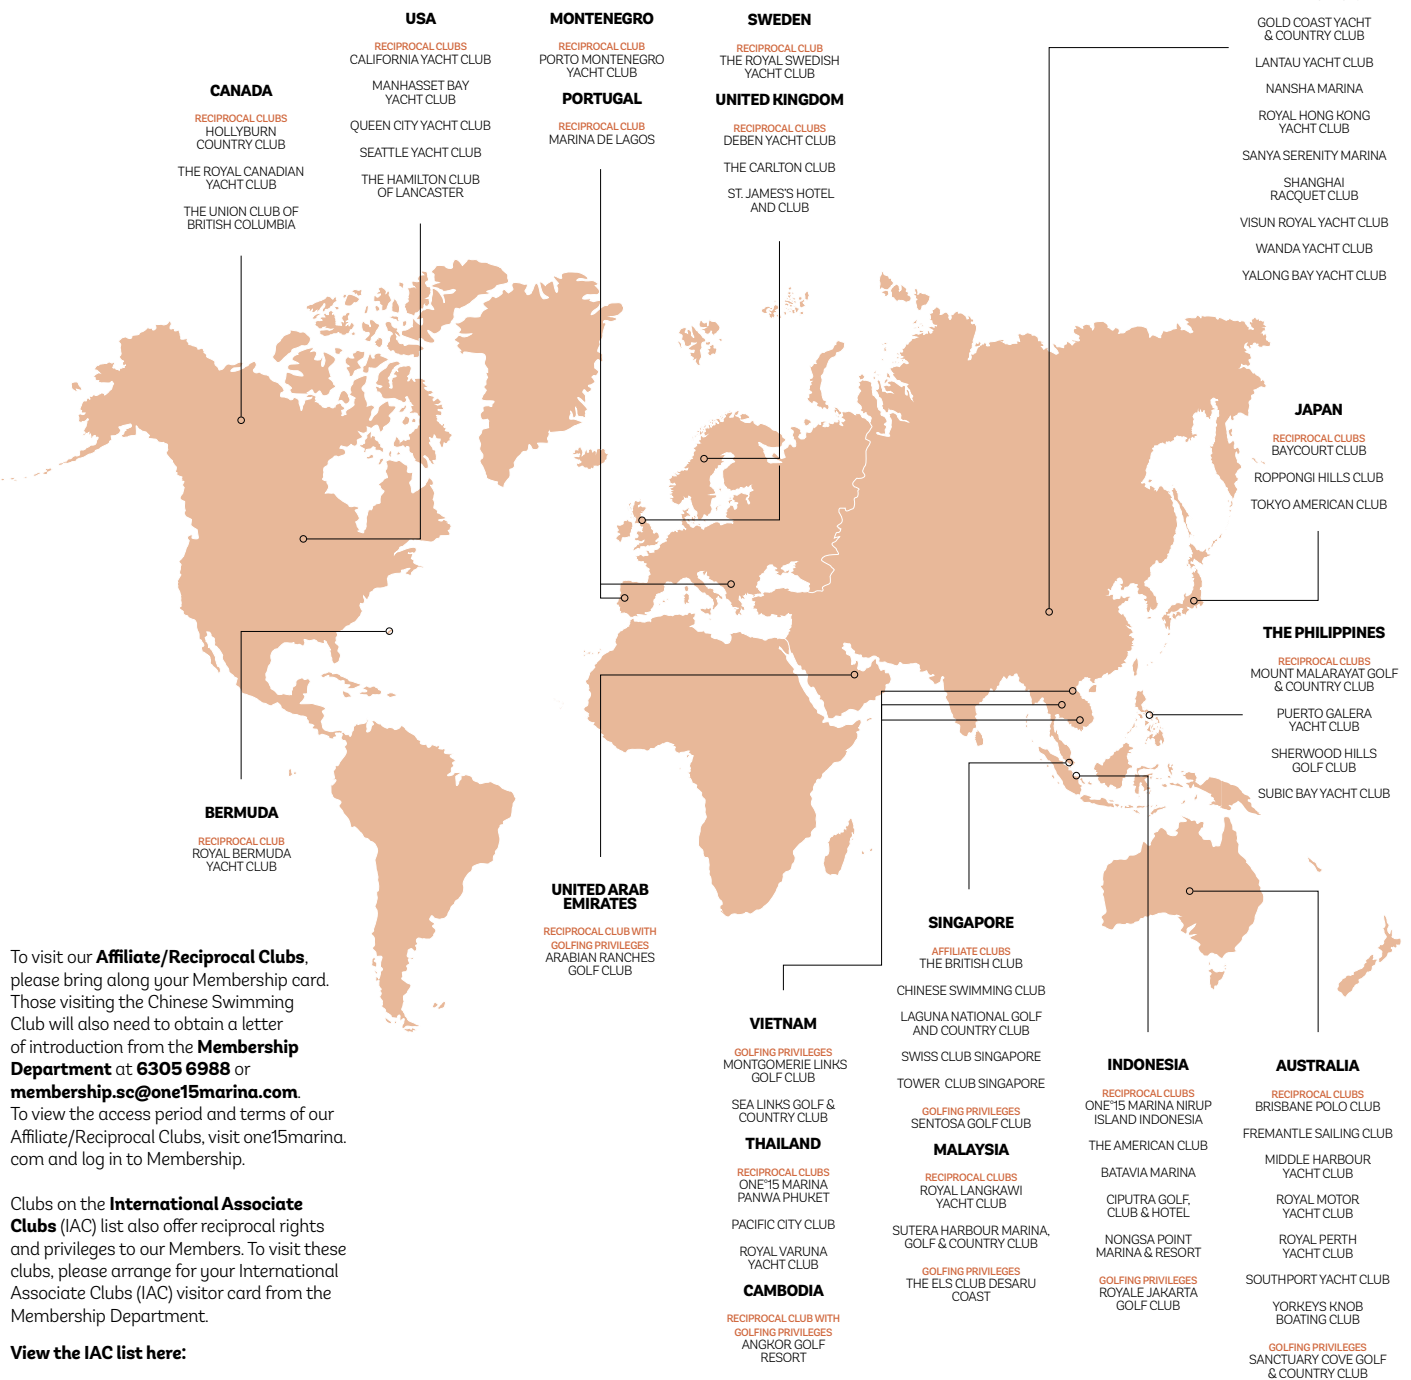 USA
RECIPROCAL CLUBS
CALIFORNIA YACHT CLUB
MANHASSET BAY
YACHT CLUB
QUEEN CITY YACHT CLUB
SEATTLE YACHT CLUB
THE HAMILTON CLUB
OF LANCASTER
MONTENEGRO
RECIPROCAL CLUB
PORTO MONTENEGRO
YACHT CLUB
PORTUGAL
RECIPROCAL CLUB
MARINA DE LAGOS
SWEDEN
RECIPROCAL CLUB
THE ROYAL SWEDISH
YACHT CLUB
UNITED KINGDOM
RECIPROCAL CLUBS
DEBEN YACHT CLUB
THE CARLTON CLUB
ST. JAMES'S HOTEL
AND CLUB
GOLD COAST YACHT
& COUNTRY CLUB
LANTAU YACHT CLUB
NANSHA MARINA
ROYAL HONG KONG
YACHT CLUB
SANYA SERENITY MARINA
SHANGHAI
RACQUET CLUB
VISUN ROYAL YACHT CLUB
WANDA YACHT CLUB
YALONG BAY YACHT CLUB
CANADA
RECIPROCAL CLUBS
HOLLYBURN
COUNTRY CLUB
THE ROYAL CANADIAN
YACHT CLUB
THE UNION CLUB OF
BRITISH COLUMBIA
JAPAN
RECIPROCAL CLUBS
BAYCOURT CLUB
ROPPONGI HILLS CLUB
TOKYO AMERICAN CLUB
THE PHILIPPINES
RECIPROCAL CLUBS
MOUNT MALARAYAT GOLF
& COUNTRY CLUB
PUERTO GALERA
YACHT CLUB
SHERWOOD HILLS
GOLF CLUB
SUBIC BAY YACHT CLUB
BERMUDA
RECIPROCAL CLUB
ROYAL BERMUDA
YACHT CLUB
UNITED ARAB
EMIRATES
RECIPROCAL CLUB WITH
GOLFING PRIVILEGES
ARABIAN RANCHES
GOLF CLUB
To visit our Affiliate/Reciprocal Clubs,
please bring along your Membership card.
Those visiting the Chinese Swimming
Club will also need to obtain a letter
of introduction from the Membership
Department at 6305 6988 or
membership.sc@one15marina.com.
To view the access period and terms of our
Affiliate/Reciprocal Clubs, visit one15marina.
com and log in to Membership.
Clubs on the International Associate
Clubs (IAC) list also offer reciprocal rights
and privileges to our Members. To visit these
clubs, please arrange for your International
Associate Clubs (IAC) visitor card from the
Membership Department.
View the IAC list here:
VIETNAM
GOLFING PRIVILEGES
MONTGOMERIE LINKS
GOLF CLUB
SEA LINKS GOLF &
COUNTRY CLUB
THAILAND
RECIPROCAL CLUBS
ONE°15 MARINA
PANWA PHUKET
PACIFIC CITY CLUB
ROYAL VARUNA
YACHT CLUB
CAMBODIA
RECIPROCAL CLUB WITH
GOLFING PRIVILEGES
ANGKOR GOLF
RESORT
SINGAPORE
AFFILIATE CLUBS
THE BRITISH CLUB
CHINESE SWIMMING CLUB
LAGUNA NATIONAL GOLF
AND COUNTRY CLUB
SWISS CLUB SINGAPORE
TOWER CLUB SINGAPORE
GOLFING PRIVILEGES
SENTOSA GOLF CLUB
MALAYSIA
RECIPROCAL CLUBS
ROYAL LANGKAWI
YACHT CLUB
SUTERA HARBOUR MARINA,
GOLF & COUNTRY CLUB
GOLFING PRIVILEGES
THE ELS CLUB DESARU
COAST
INDONESIA
RECIPROCAL CLUBS
ONE°15 MARINA NIRUP
ISLAND INDONESIA
THE AMERICAN CLUB
BATAVIA MARINA
CIPUTRA GOLF,
CLUB & HOTEL
NONGSA POINT
MARINA & RESORT
GOLFING PRIVILEGES
ROYALE JAKARTA
GOLF CLUB
AUSTRALIA
RECIPROCAL CLUBS
BRISBANE POLO CLUB
FREMANTLE SAILING CLUB
MIDDLE HARBOUR
YACHT CLUB
ROYAL MOTOR
YACHT CLUB
ROYAL PERTH
YACHT CLUB
SOUTHPORT YACHT CLUB
YORKEYS KNOB
BOATING CLUB
GOLFING PRIVILEGES
SANCTUARY COVE GOLF
& COUNTRY CLUB